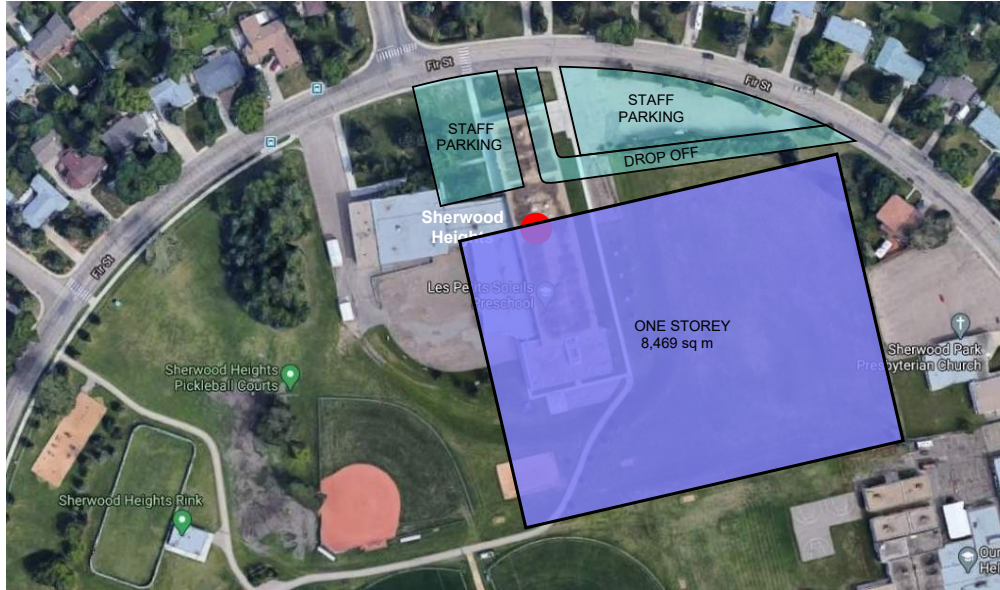 Fir St
STAFF
PARKING
STAFF
PARKING
Fir St
DROP OFF
Sherwood
Heights
Fir St
Les Petits Soleils
Preschool
ONE STOREY
8,469 sq m
Sherwood Park
Presbyterian Church
Sherwood Heights
Pickleball Courts
Sherwood Heights Rink